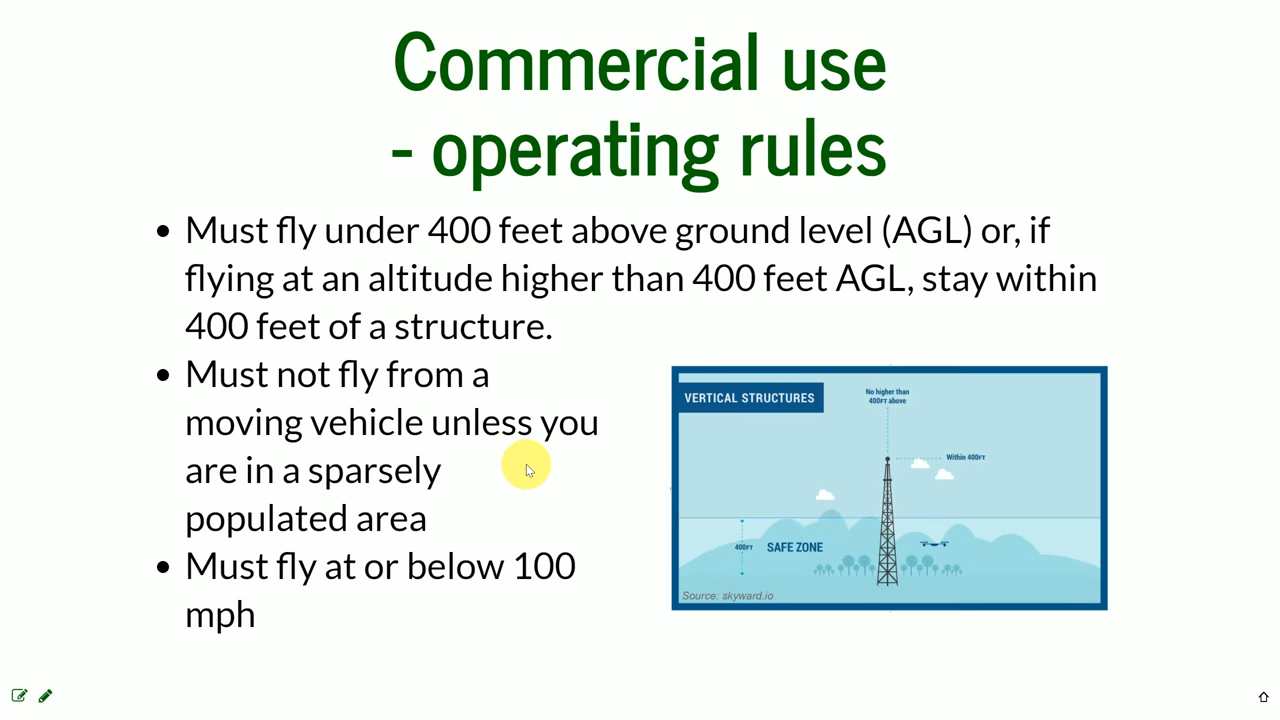 Commercial use
- operating rules
• Must fly under 400 feet above ground level (AGL) or, if
flying at an altitude higher than 400 feet AGL, stay within
400 feet of a structure.
• Must not fly from a
moving vehicle unless you
are in a sparsely
populated area
• Must fly at or below 100
mph
VERTICAL STRUCTURES
No higher than
400FT above
Within 400FT
400FT
SAFE ZONE
Source: skyward.io